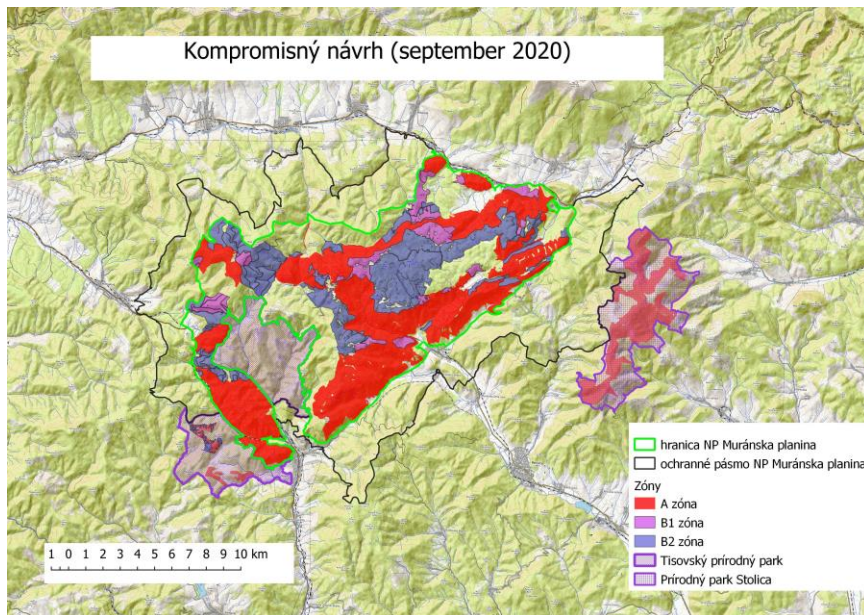 Kompromisný návrh (september 2020)
hranica NP Muránska planina
ochranné pásmo NP Muránska planina
Zóny
A zóna
B1 zóna
B2 zóna
Tisovský prírodný park
Prírodný park Stolica
1 0 1 2 3 4 5 6 7 8 9 10 km